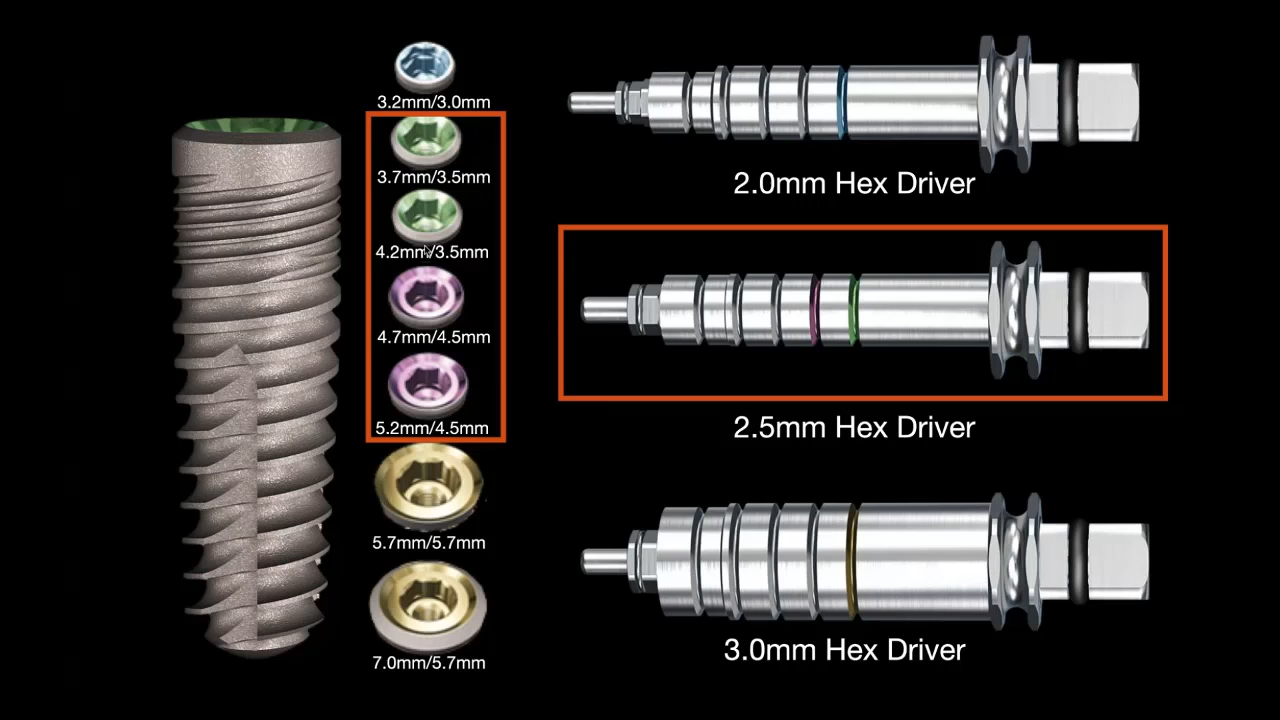 3.2mm/3.0mm
3.7mm/3.5mm
4.2mm/3.5mm
4.7mm/4.5mm
5.2mm/4.5mm
5.7mm/5.7mm
7.0mm/5.7mm
2.0mm Hex Driver
2.5mm Hex Driver
3.0mm Hex Driver